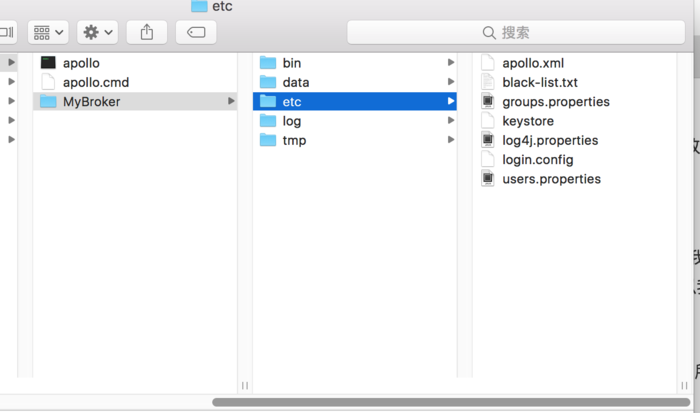 etc
搜索
apollo
apollo.cmd
MyBroker
bin
data
etc
log
tmp
apollo.xml
black-list.txt
groups.properties
keystore
log4j.properties
login.config
users.properties